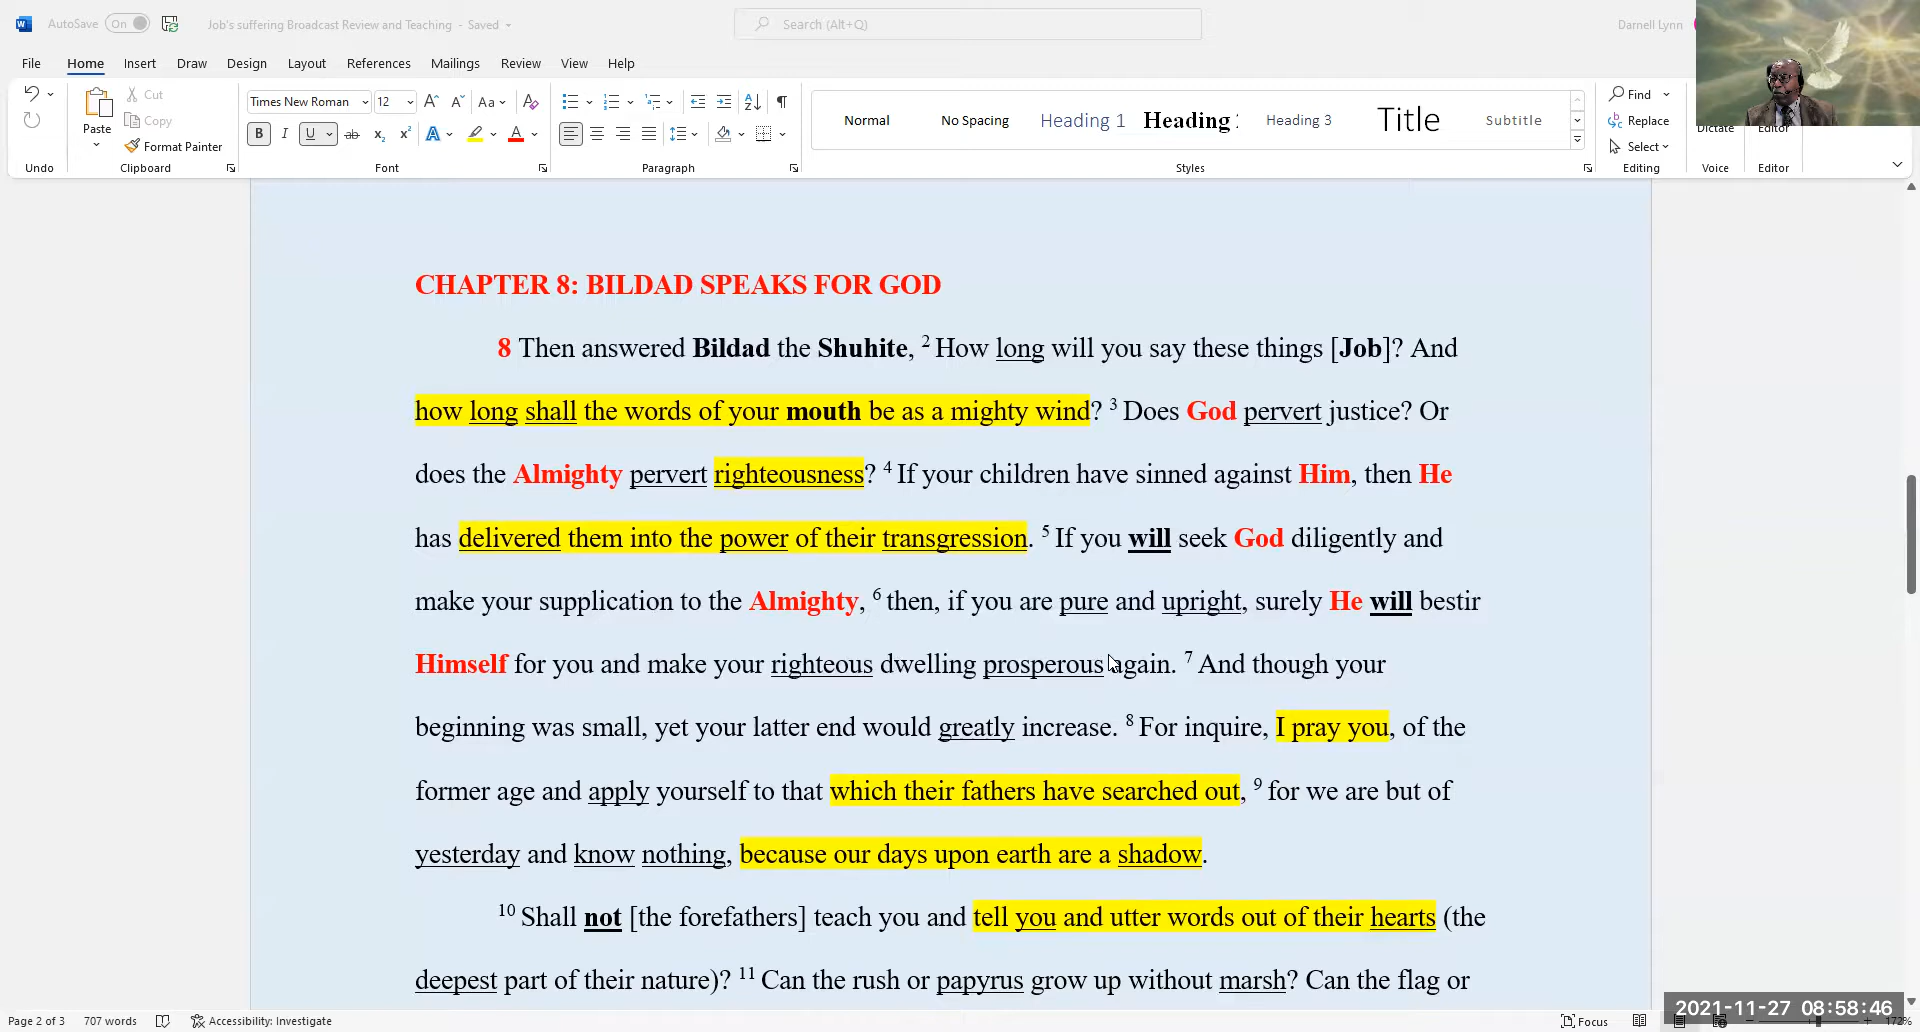 AutoSave On Job's suffering Broadcast Review and Teaching - Saved Search (Alt+Q) Darnell Lynn
File Home Insert Draw Design Layout References Mailings Review View Help
Undo
Paste Cut Copy Format Painter
Clipboard
Times New Roman 12 Aa
B I U ab x₂ x² A A
Font
Paragraph
Normal No Spacing Heading 1 Heading Heading 3 Title Subtitle
Styles
Find
Replace
Select
Editing
Dictate
Voice
Editor
Editor
CHAPTER 8: BILDAD SPEAKS FOR GOD
8 Then answered Bildad the Shuhite, 2 How long will you say these things [Job]? And
how long shall the words of your mouth be as a mighty wind? 3 Does God pervert justice? Or
does the Almighty pervert righteousness? 4 If your children have sinned against Him, then He
has delivered them into the power of their transgression. 5 If you will seek God diligently and
make your supplication to the Almighty, 6 then, if you are pure and upright, surely He will bestir
Himself for you and make your righteous dwelling prosperous again. 7 And though your
beginning was small, yet your latter end would greatly increase. 8 For inquire, I pray you, of the
former age and apply yourself to that which their fathers have searched out, 9 for we are but of
yesterday and know nothing, because our days upon earth are a shadow.
10 Shall not [the forefathers] teach you and tell you and utter words out of their hearts (the
deepest part of their nature)? 11 Can the rush or papyrus grow up without marsh? Can the flag or
2021-11-27 08:58:46
Page 2 of 3 707 words Accessibility: Investigate Focus 172%